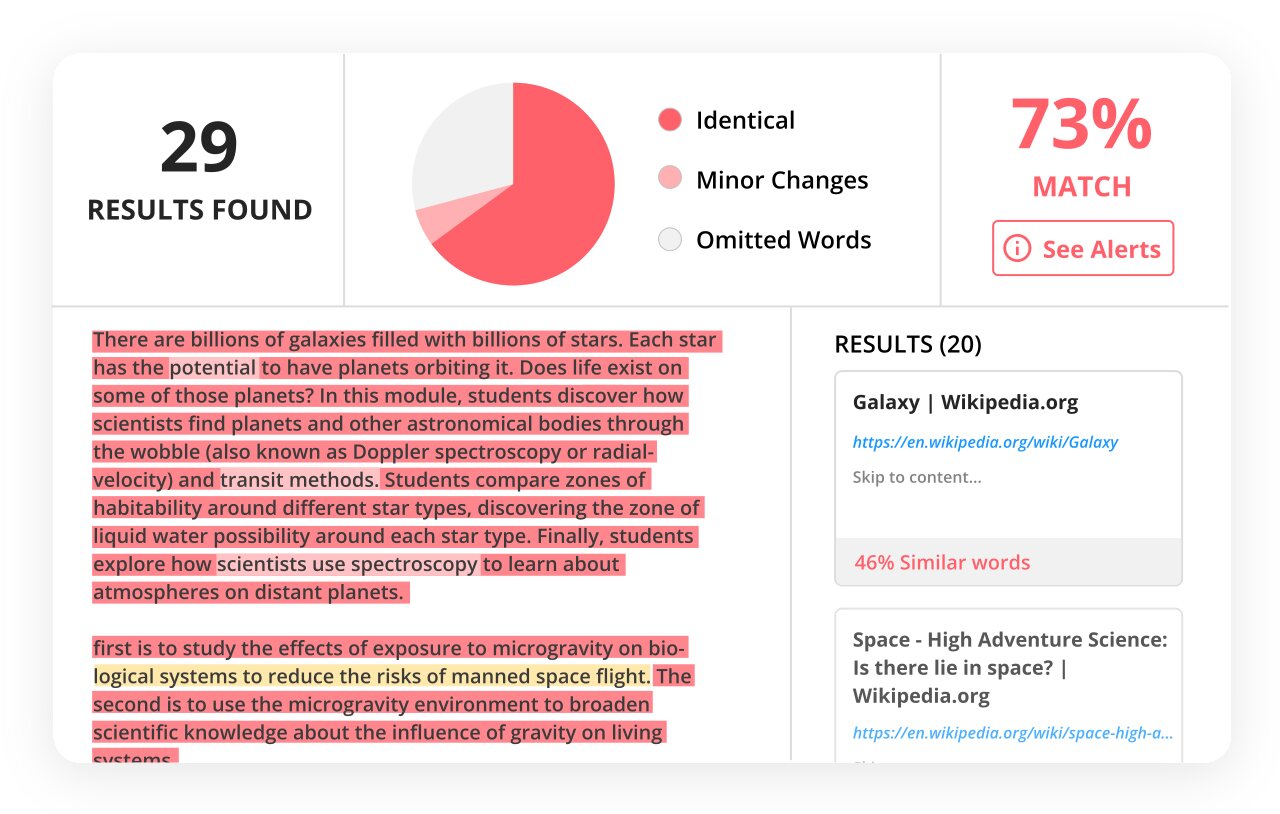 29
RESULTS FOUND
Identical
Minor Changes
Omitted Words
73%
MATCH
See Alerts
There are billions of galaxies filled with billions of stars. Each star
has the potential to have planets orbiting it. Does life exist on
some of those planets? In this module, students discover how
scientists find planets and other astronomical bodies through
the wobble (also known as Doppler spectroscopy or radial-
velocity) and transit methods. Students compare zones of
habitability around different star types, discovering the zone of
liquid water possibility around each star type. Finally, students
explore how scientists use spectroscopy to learn about
atmospheres on distant planets.
first is to study the effects of exposure to microgravity on bio-
logical systems to reduce the risks of manned space flight. The
second is to use the microgravity environment to broaden
scientific knowledge about the influence of gravity on living
systems.
RESULTS (20)
Galaxy | Wikipedia.org
https://en.wikipedia.org/wiki/Galaxy
Skip to content...
46% Similar words
Space - High Adventure Science:
Is there lie in space? |
Wikipedia.org
https://en.wikipedia.org/wiki/space-high-a...